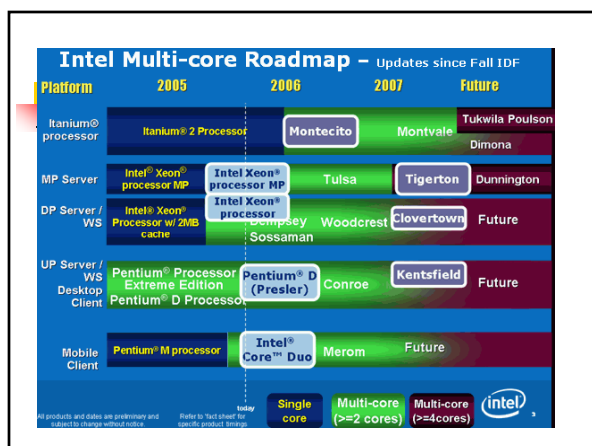 Intel Multi-core Roadmap – Updates since Fall IDF
Platform 2005 2006 2007 Future
Itanium® processor
Itanium® 2 Processor
Montecito
Montvale
Tukwila Poulson
Dimona
MP Server
Intel® Xeon® processor MP
Intel Xeon® processor MP
Tulsa
Tigerton
Dunnington
DP Server / WS
Intel® Xeon® Processor w/ 2MB cache
Intel Xeon® processor
Dempsey
Sossaman
Woodcrest
Clovertown
Future
UP Server / WS
Desktop Client
Pentium® Processor Extreme Edition
Pentium® D Processor
Pentium® D (Presler)
Conroe
Kentsfield
Future
Mobile Client
Pentium® M processor
Intel® Core™ Duo
Merom
Future
today
All products and dates are preliminary and subject to change without notice.
Refer to 'fact sheet' for specific product timings
Single core
Multi-core (>=2 cores)
Multi-core (>=4cores)
intel®